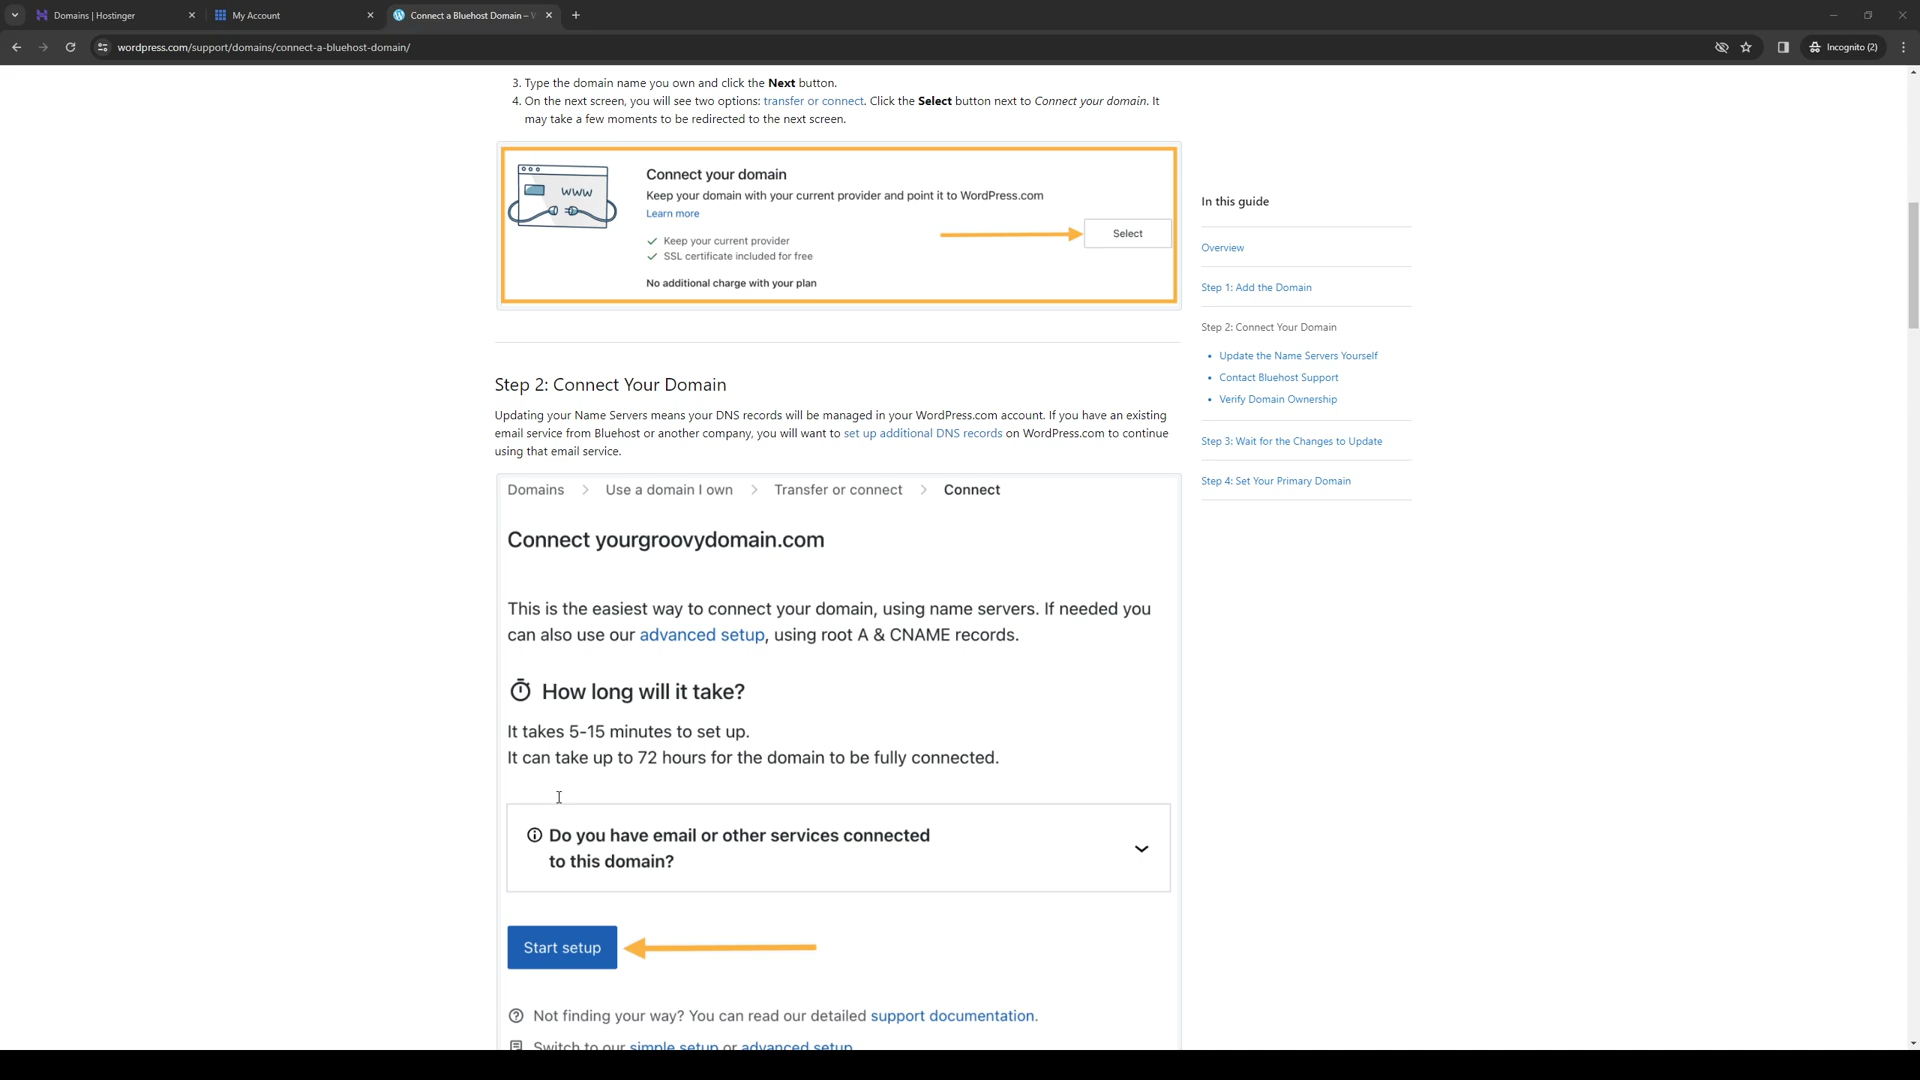 Domains | Hostinger
My Account
Connect a Bluehost Domain –
wordpress.com/support/domains/connect-a-bluehost-domain/
Incognito (2)
3. Type the domain name you own and click the Next button.
4. On the next screen, you will see two options: transfer or connect. Click the Select button next to Connect your domain. It
may take a few moments to be redirected to the next screen.
WWW
Connect your domain
Keep your domain with your current provider and point it to WordPress.com
Learn more
Select
Keep your current provider
SSL certificate included for free
No additional charge with your plan
In this guide
Overview
Step 1: Add the Domain
Step 2: Connect Your Domain
• Update the Name Servers Yourself
• Contact Bluehost Support
• Verify Domain Ownership
Step 3: Wait for the Changes to Update
Step 4: Set Your Primary Domain
Step 2: Connect Your Domain
Updating your Name Servers means your DNS records will be managed in your WordPress.com account. If you have an existing
email service from Bluehost or another company, you will want to set up additional DNS records on WordPress.com to continue
using that email service.
Domains > Use a domain I own > Transfer or connect > Connect
Connect yourgroovydomain.com
This is the easiest way to connect your domain, using name servers. If needed you
can also use our advanced setup, using root A & CNAME records.
How long will it take?
It takes 5-15 minutes to set up.
It can take up to 72 hours for the domain to be fully connected.
Do you have email or other services connected
to this domain?
Start setup
Not finding your way? You can read our detailed support documentation.
Switch to our simple setup or advanced setup